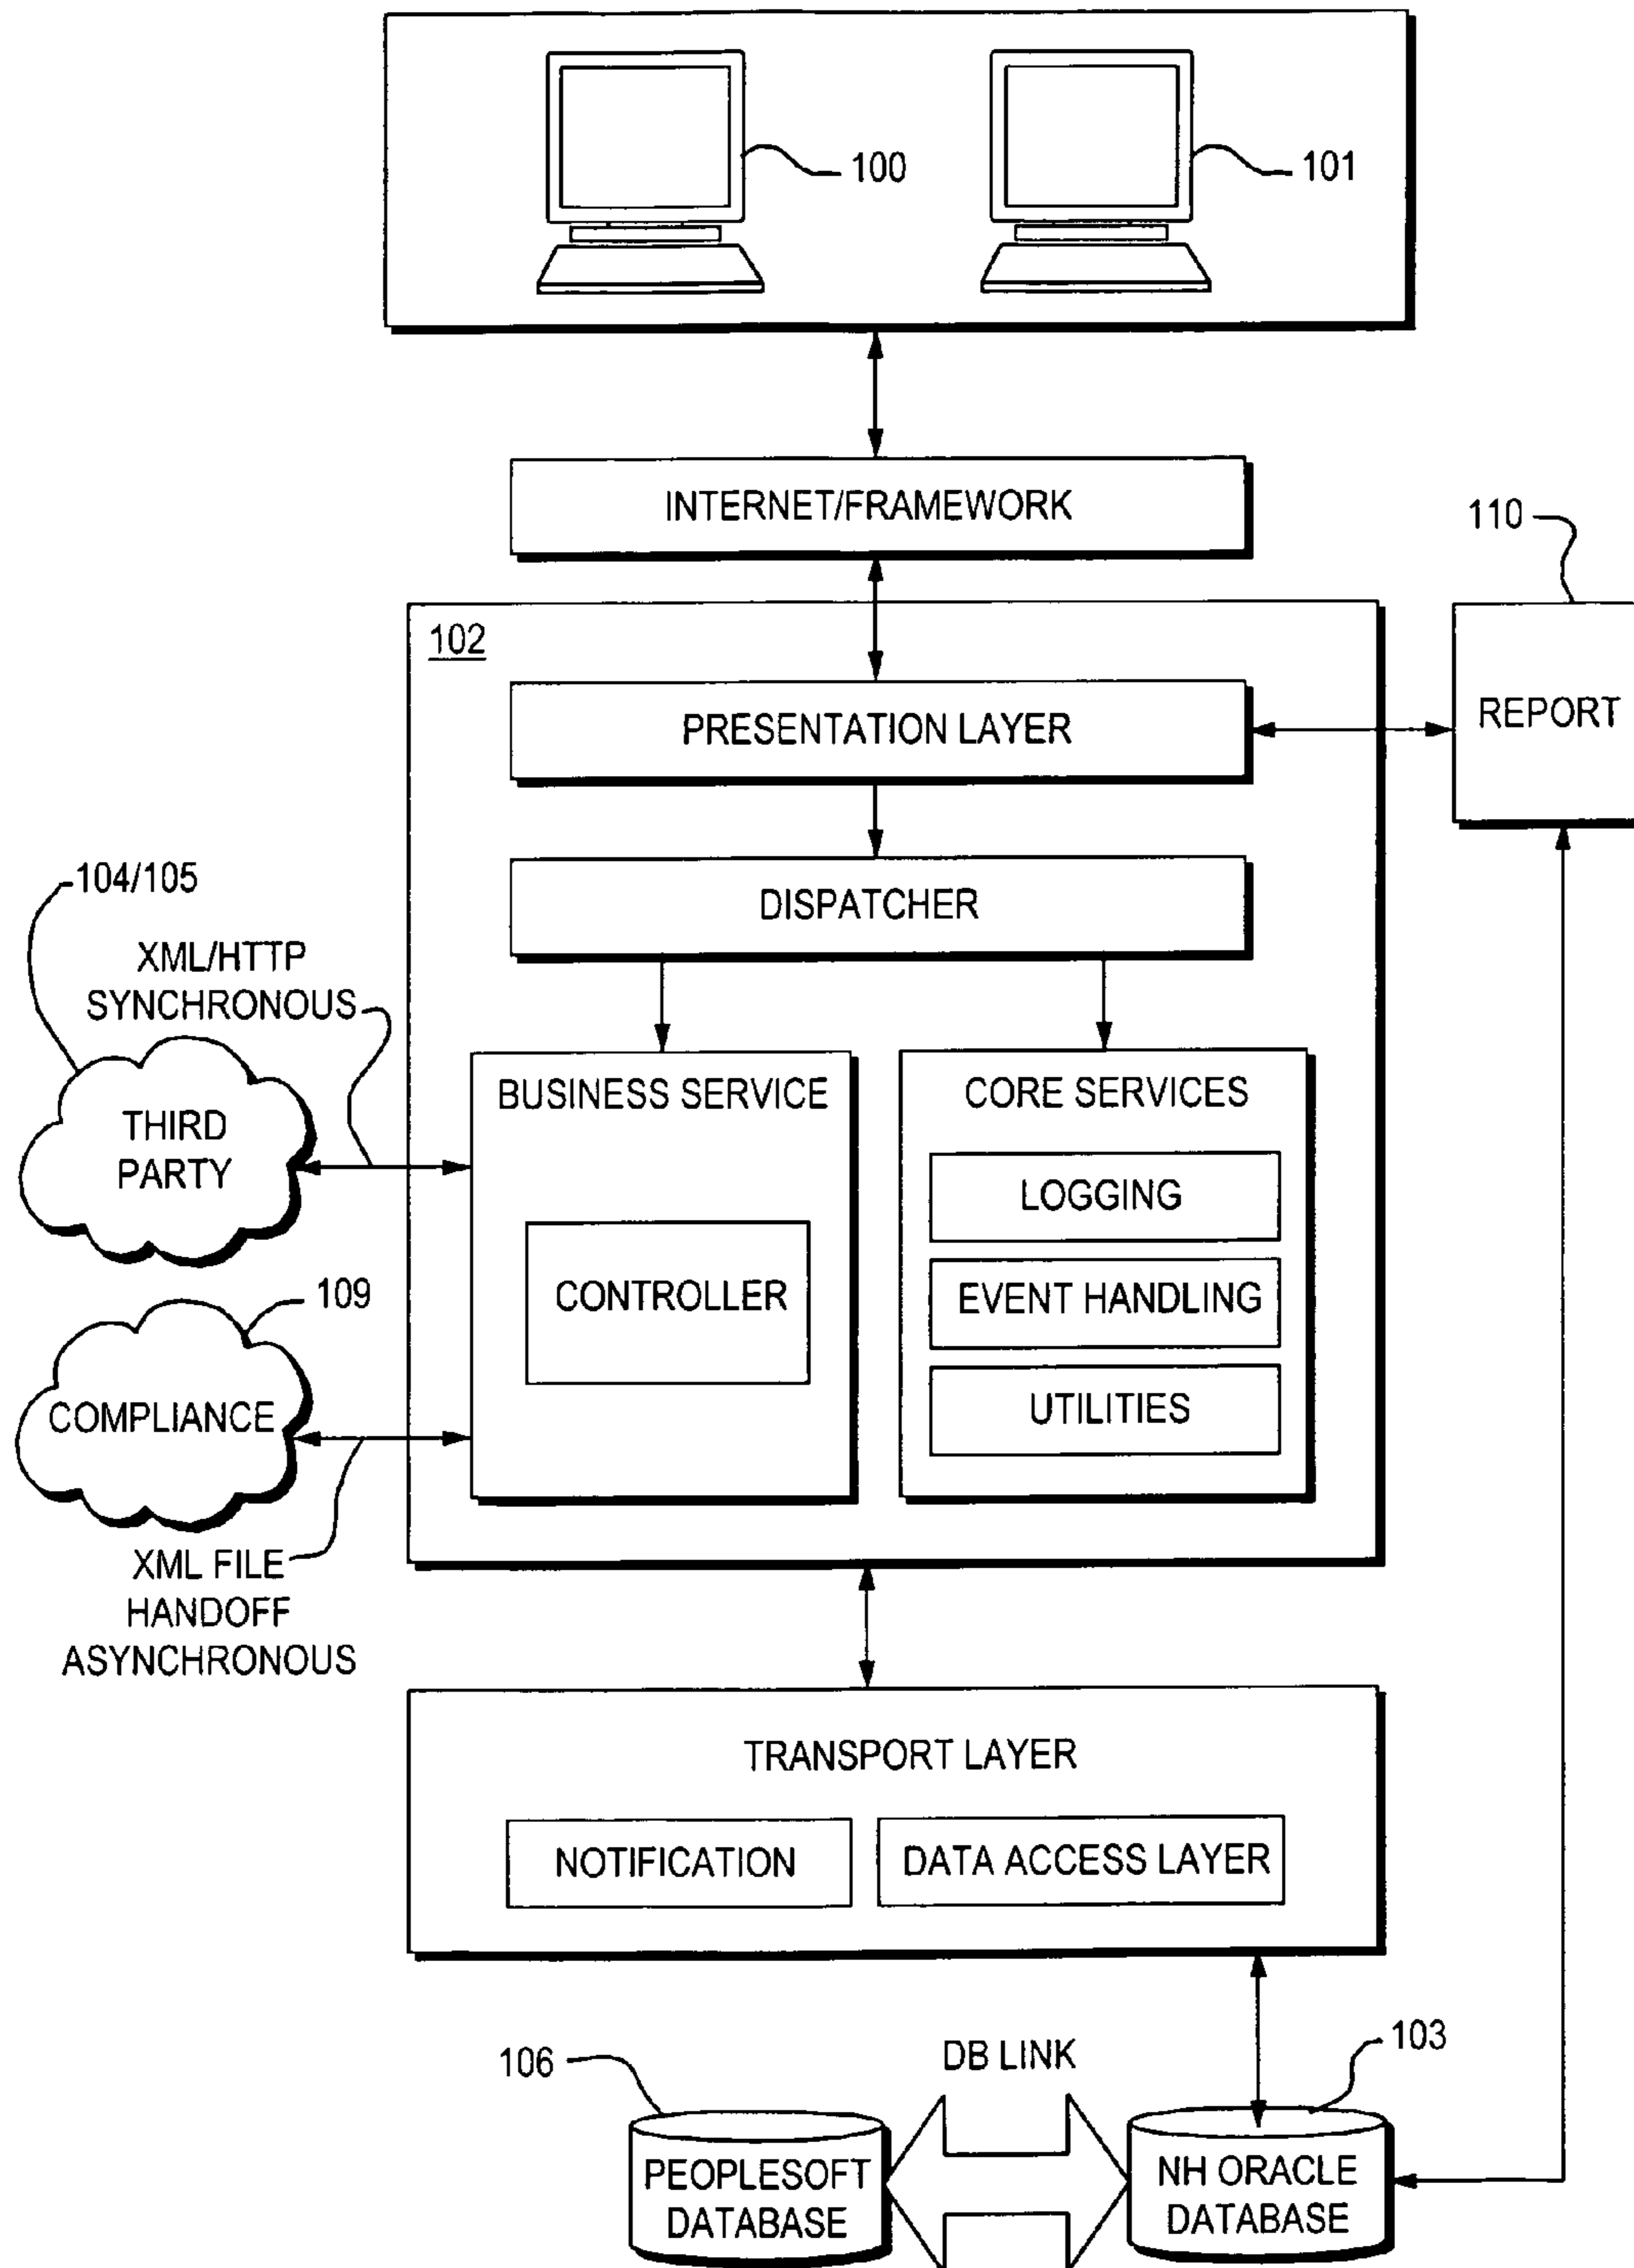 100
101
INTERNET/FRAMEWORK
110
102
PRESENTATION LAYER
REPORT
104/105
DISPATCHER
XML/HTTP
SYNCHRONOUS
BUSINESS SERVICE
CORE SERVICES
THIRD
PARTY
LOGGING
CONTROLLER
EVENT HANDLING
109
UTILITIES
COMPLIANCE
XML FILE
HANDOFF
ASYNCHRONOUS
TRANSPORT LAYER
NOTIFICATION
DATA ACCESS LAYER
106
DB LINK
103
PEOPLESOFT
DATABASE
NH ORACLE
DATABASE